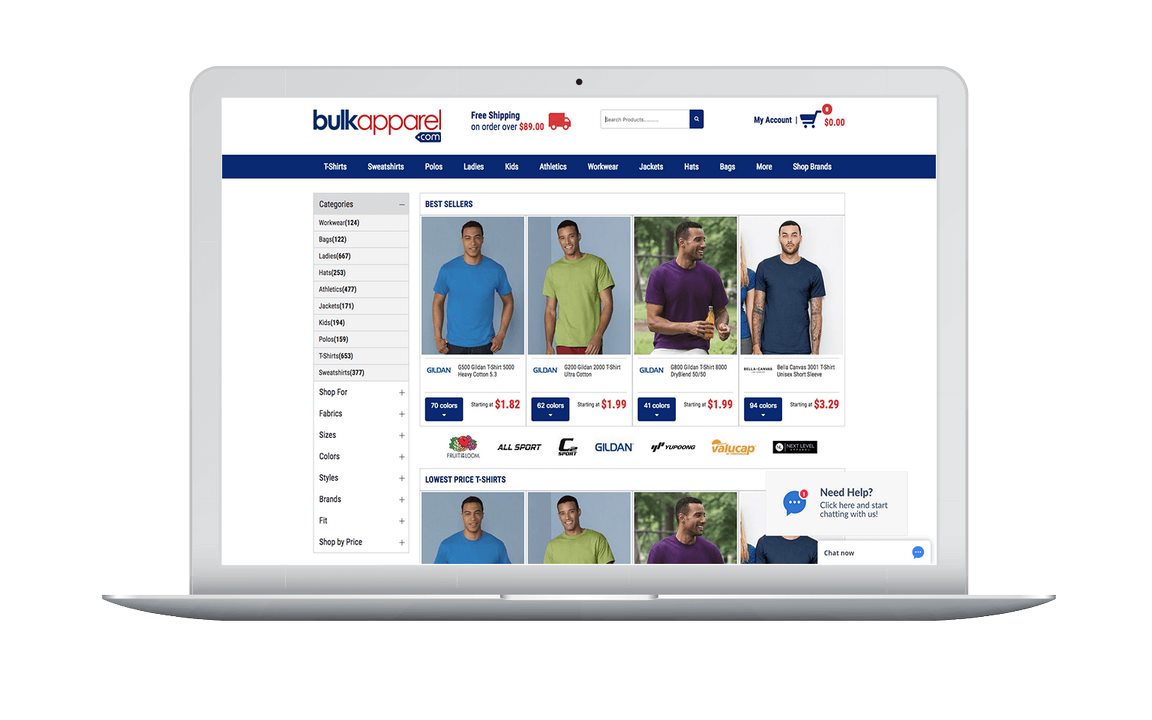 bulkapparel
.com
Free Shipping
on order over $89.00
Search Products..........
My Account |
0
$0.00
T-Shirts Sweatshirts Polos Ladies Kids Athletics Workwear Jackets Hats Bags More Shop Brands
Categories
Workwear(124)
Bags(122)
Ladies(667)
Hats(253)
Athletics(477)
Jackets(171)
Kids(194)
Polos(159)
T-Shirts(653)
Sweatshirts(377)
Shop For
Fabrics
Sizes
Colors
Styles
Brands
Fit
Shop by Price
BEST SELLERS
GILDAN
G500 Gildan T-Shirt 5000
Heavy Cotton 5.3
70 colors
Starting at $1.82
GILDAN
G200 Gildan 2000 T-Shirt
Ultra Cotton
62 colors
Starting at $1.99
GILDAN
G800 Gildan T-Shirt 8000
DryBlend 50/50
41 colors
Starting at $1.99
BELLA+CANVAS
Bella Canvas 3001 T-Shirt
Unisex Short Sleeve
94 colors
Starting at $3.29
FRUIT OF THE LOOM.
ALL SPORT
C2
SPORT
GILDAN
YUPOONG
valucap
NEXT LEVEL
APPAREL
LOWEST PRICE T-SHIRTS
1
Need Help?
Click here and start
chatting with us!
Chat now